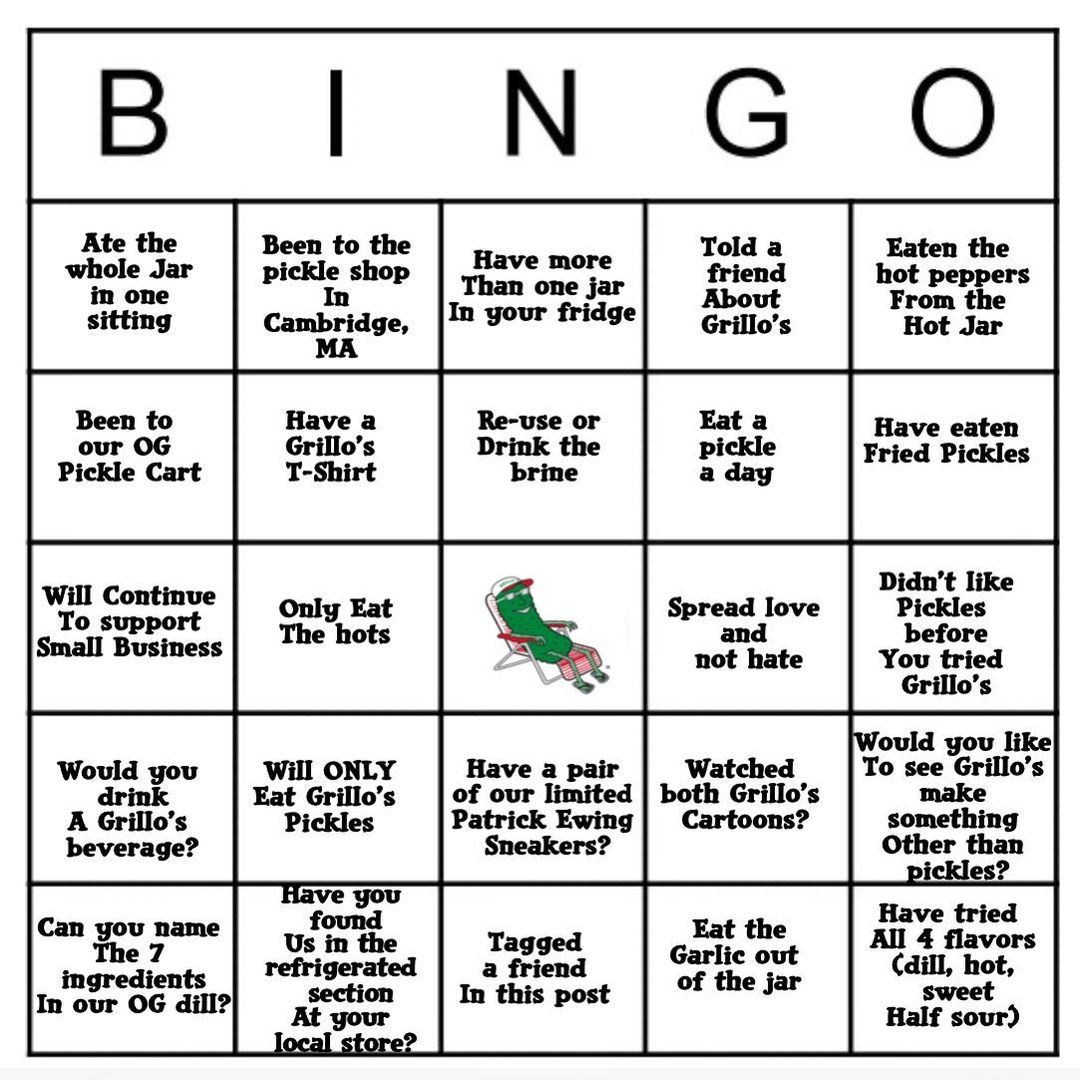 B I N G O
Ate the
whole Jar
in one
sitting
Been to the
pickle shop
In
Cambridge,
MA
Have more
Than one jar
In your fridge
Told a
friend
About
Grillo's
Eaten the
hot peppers
From the
Hot Jar
Been to
our OG
Pickle Cart
Have a
Grillo's
T-Shirt
Re-use or
Drink the
brine
Eat a
pickle
a day
Have eaten
Fried Pickles
Will Continue
To support
Small Business
Only Eat
The hots
Spread love
and
not hate
Didn't like
Pickles
before
You tried
Grillo's
Would you
drink
A Grillo's
beverage?
Will ONLY
Eat Grillo's
Pickles
Have a pair
of our limited
Patrick Ewing
Sneakers?
Watched
both Grillo's
Cartoons?
Would you like
To see Grillo's
make
something
Other than
pickles?
Can you name
The 7
ingredients
In our OG dill?
Have you
found
Us in the
refrigerated
section
At your
local store?
Tagged
a friend
In this post
Eat the
Garlic out
of the jar
Have tried
All 4 flavors
(dill, hot,
sweet
Half sour)